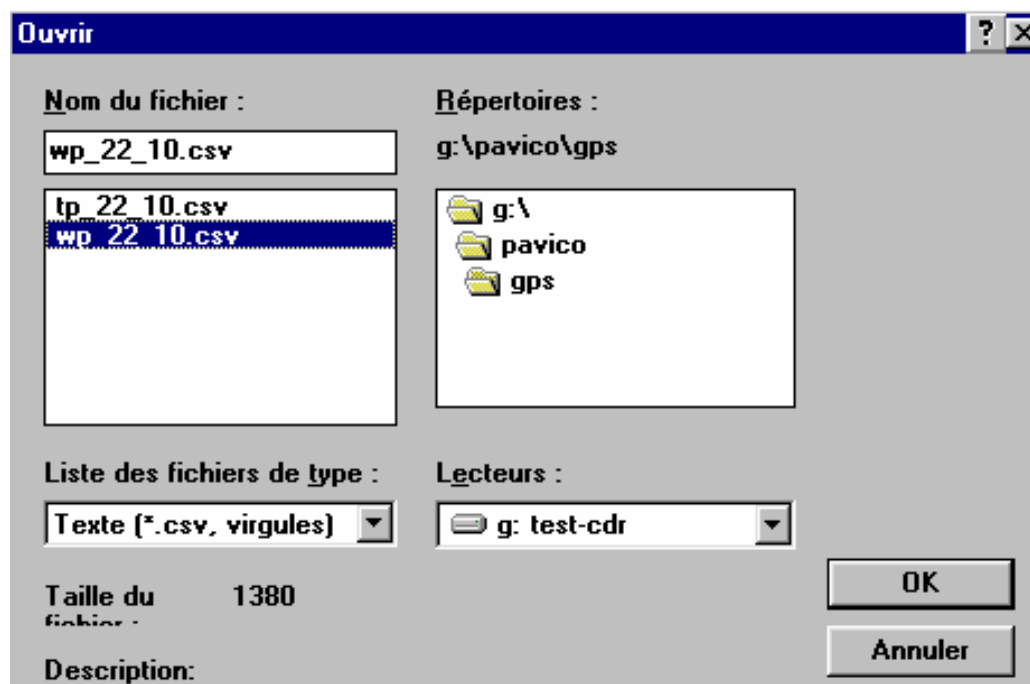 Ouvrir
Nom du fichier :
wp_22_10.csv
tp_22_10.csv
wp_22_10.csv
Répertoires :
g:\pavico\gps
g:\
pavico
gps
Liste des fichiers de type :
Texte (*.csv, virgules)
Lecteurs :
g: test-cdr
Taille du
fichier :
1380
Description:
OK
Annuler